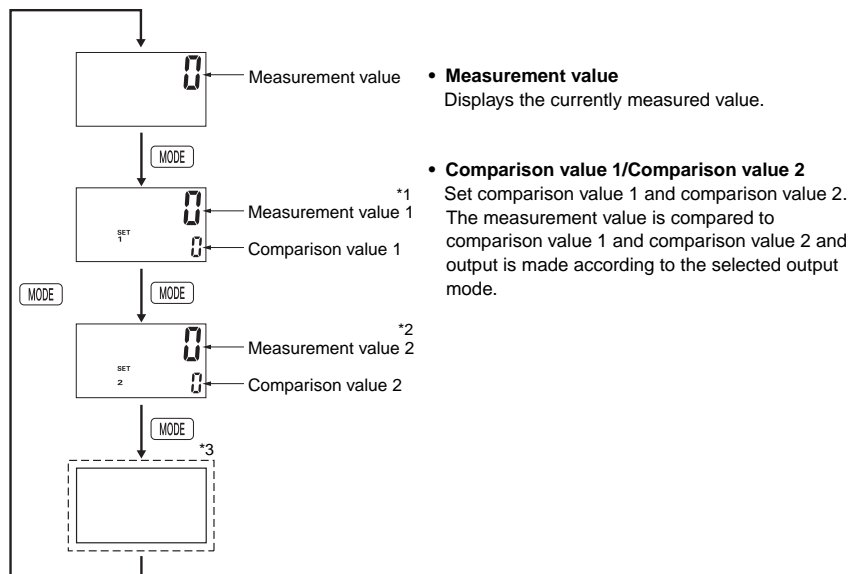 0
Measurement value
• Measurement value
Displays the currently measured value.
MODE
• Comparison value 1/Comparison value 2
Set comparison value 1 and comparison value 2.
The measurement value is compared to
comparison value 1 and comparison value 2 and
output is made according to the selected output
mode.
*1
0
Measurement value 1
SET
1
0
Comparison value 1
MODE
MODE
*2
0
Measurement value 2
SET
2
0
Comparison value 2
MODE
*3